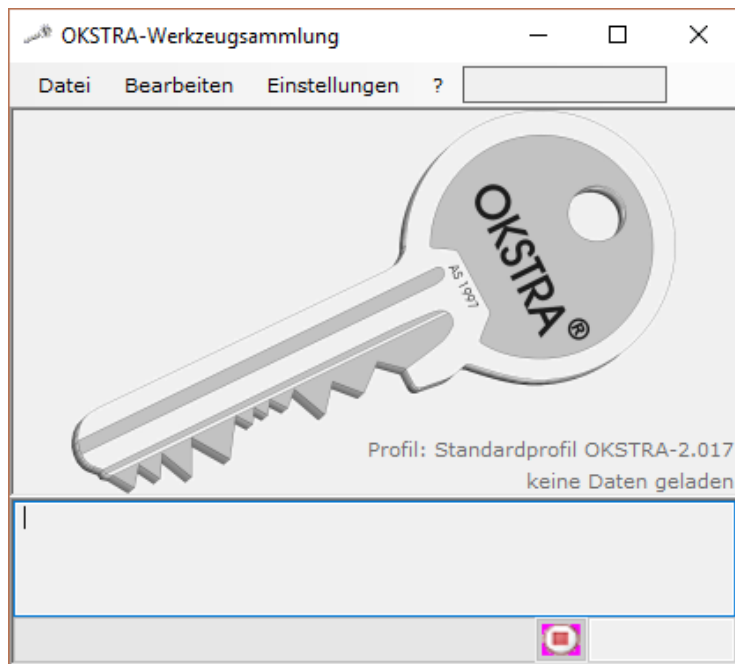 OKSTRA-Werkzeugsammlung
Datei Bearbeiten Einstellungen ?
OKSTRA®
AS 1997
Profil: Standardprofil OKSTRA-2.017
keine Daten geladen